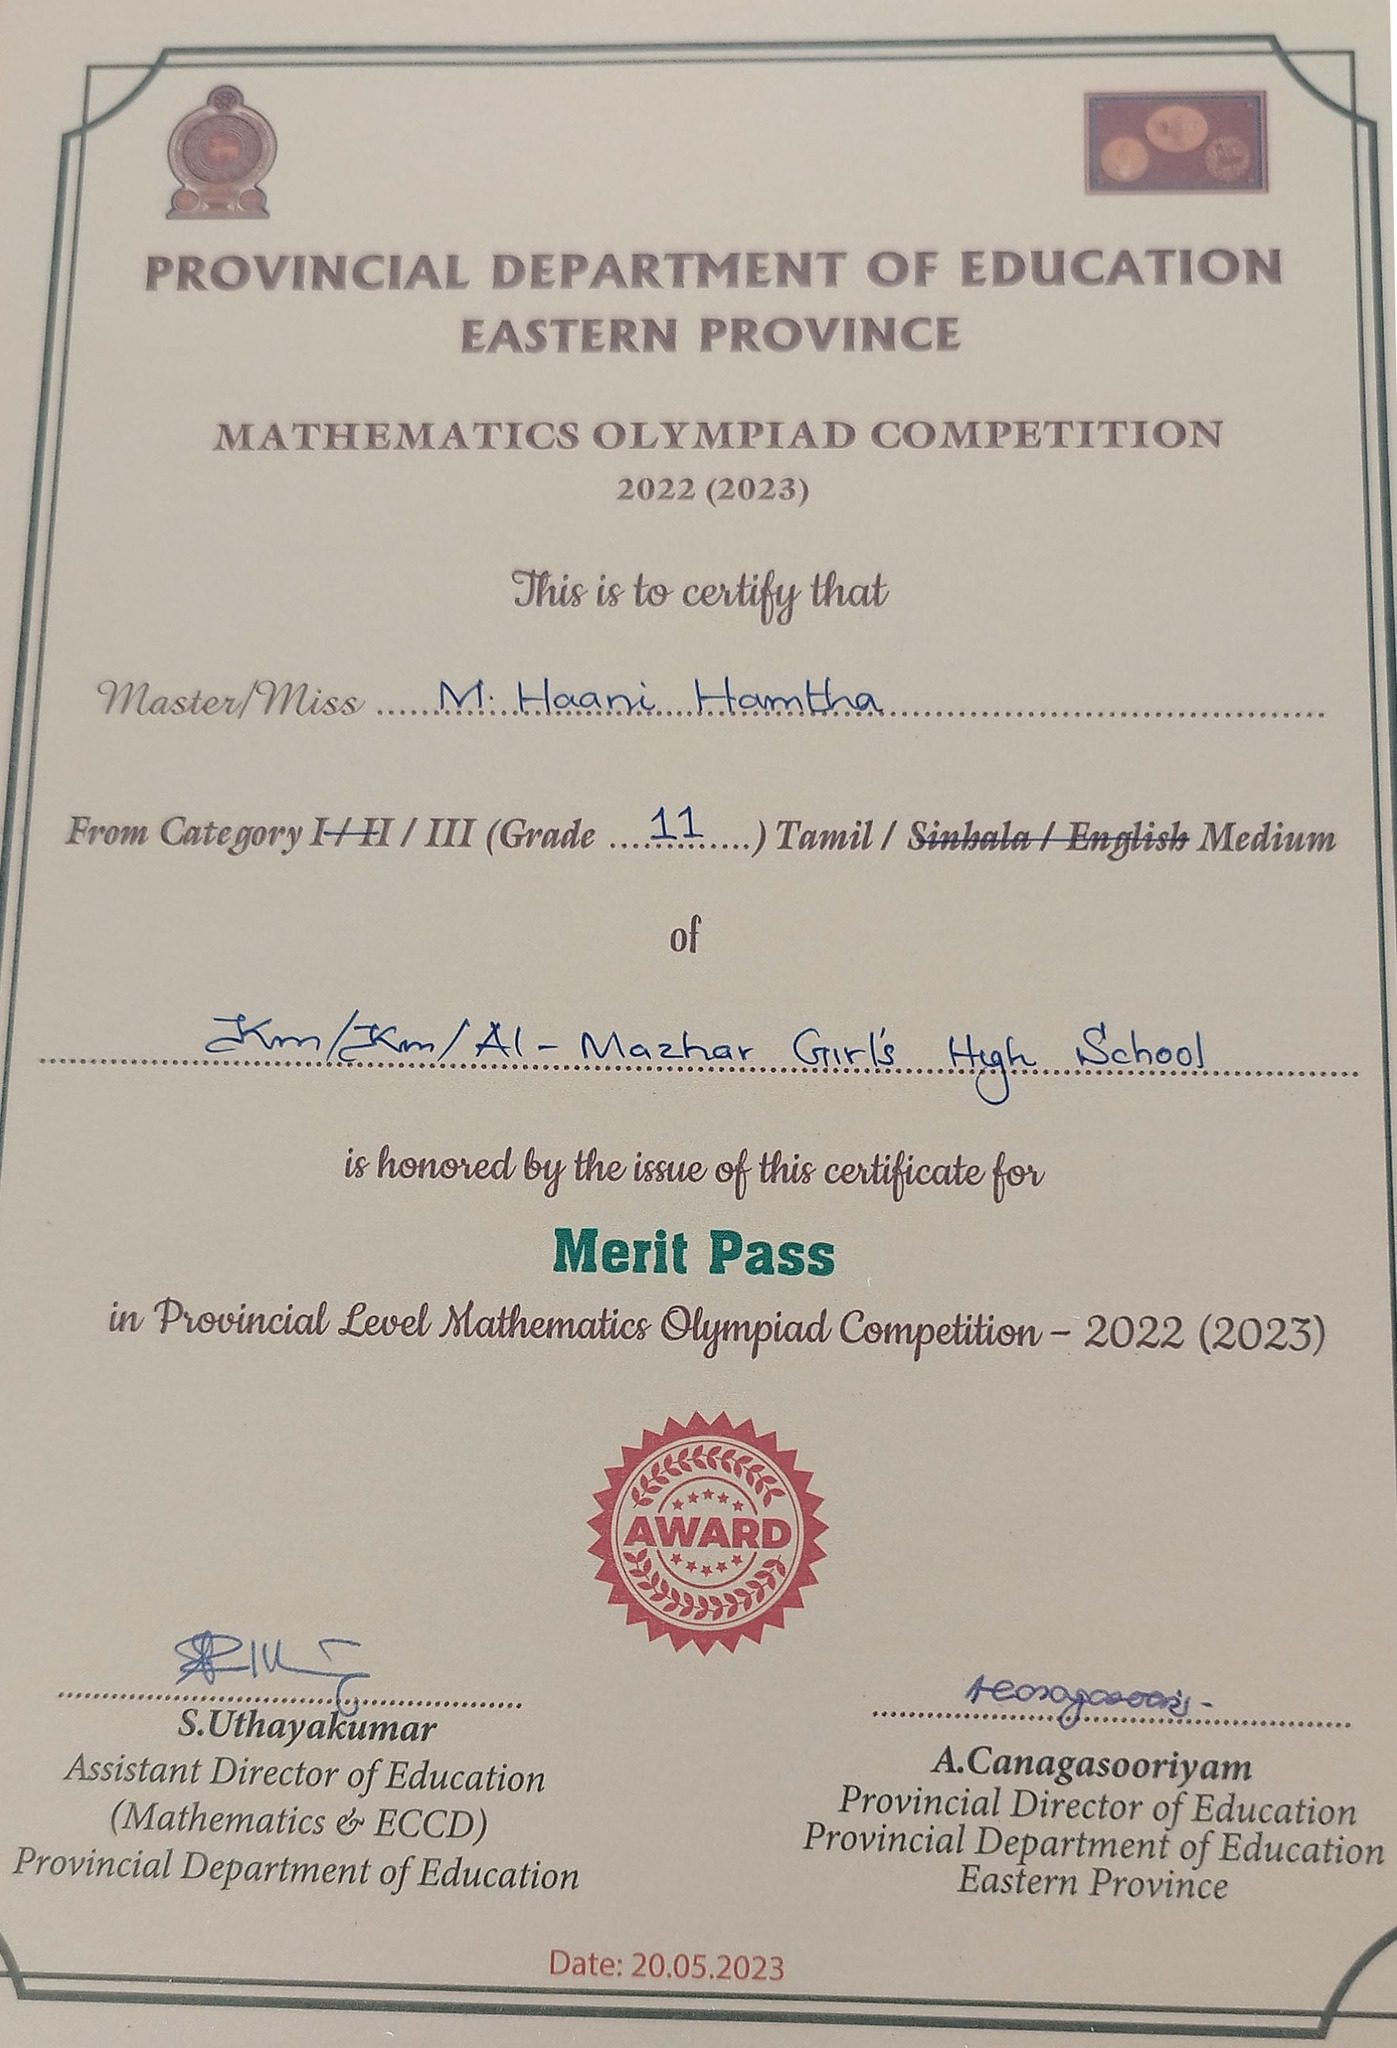 PROVINCIAL DEPARTMENT OF EDUCATION
EASTERN PROVINCE
MATHEMATICS OLYMPIAD COMPETITION
2022 (2023)
This is to certify that
Master/Miss ..... M. Haani Hamtha
From Category I / II / III (Grade ... 11 ...) Tamil / Sinhala / English Medium
of
Km/Km/Al - Mazhar Girl's High School
is honored by the issue of this certificate for
Merit Pass
in Provincial Level Mathematics Olympiad Competition – 2022 (2023)
AWARD
S.Uthayakumar
Assistant Director of Education
(Mathematics & ECCD)
Provincial Department of Education
A.Canagasooriyam
Provincial Director of Education
Provincial Department of Education
Eastern Province
Date: 20.05.2023